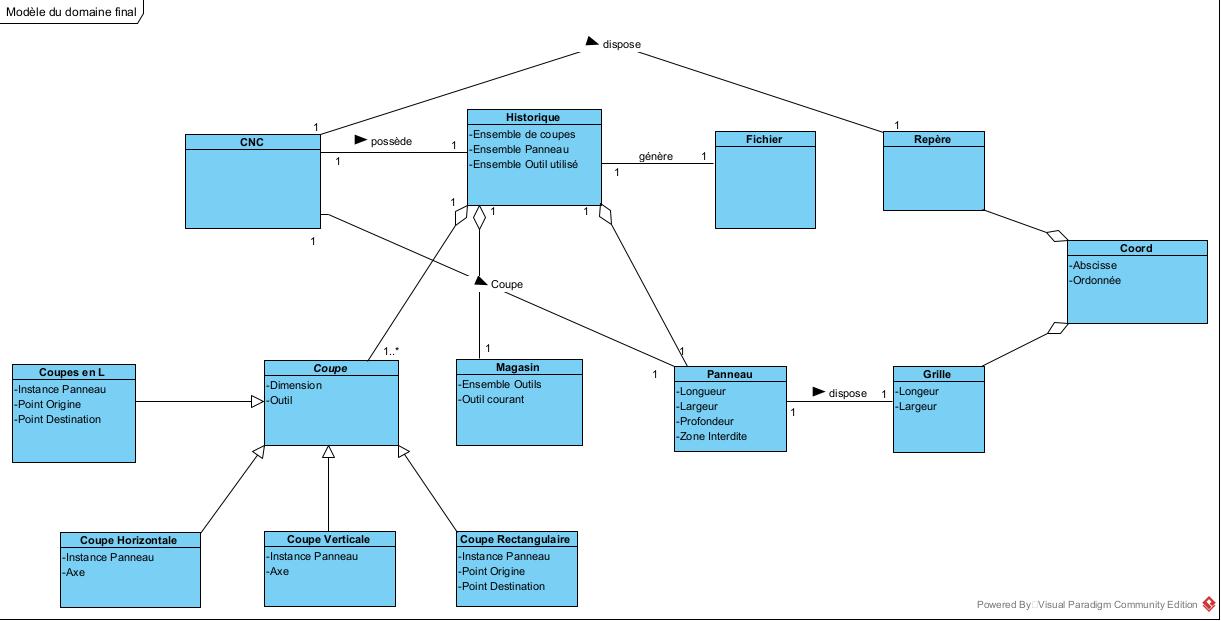 Modèle du domaine final
dispose
1
1
CNC
possède
1
1
1
Historique
-Ensemble de coupes
-Ensemble Panneau
-Ensemble Outil utilisé
génère
1
1
Fichier
Repère
1
1
1
Coord
-Abscisse
-Ordonnée
Coupe
1..*
1
1
1
Coupes en L
-Instance Panneau
-Point Origine
-Point Destination
Coupe
-Dimension
-Outil
Magasin
-Ensemble Outils
-Outil courant
Panneau
-Longueur
-Largeur
-Profondeur
-Zone Interdite
dispose
1
1
Grille
-Longeur
-Largeur
Coupe Horizontale
-Instance Panneau
-Axe
Coupe Verticale
-Instance Panneau
-Axe
Coupe Rectangulaire
-Instance Panneau
-Point Origine
-Point Destination
Powered By Visual Paradigm Community Edition